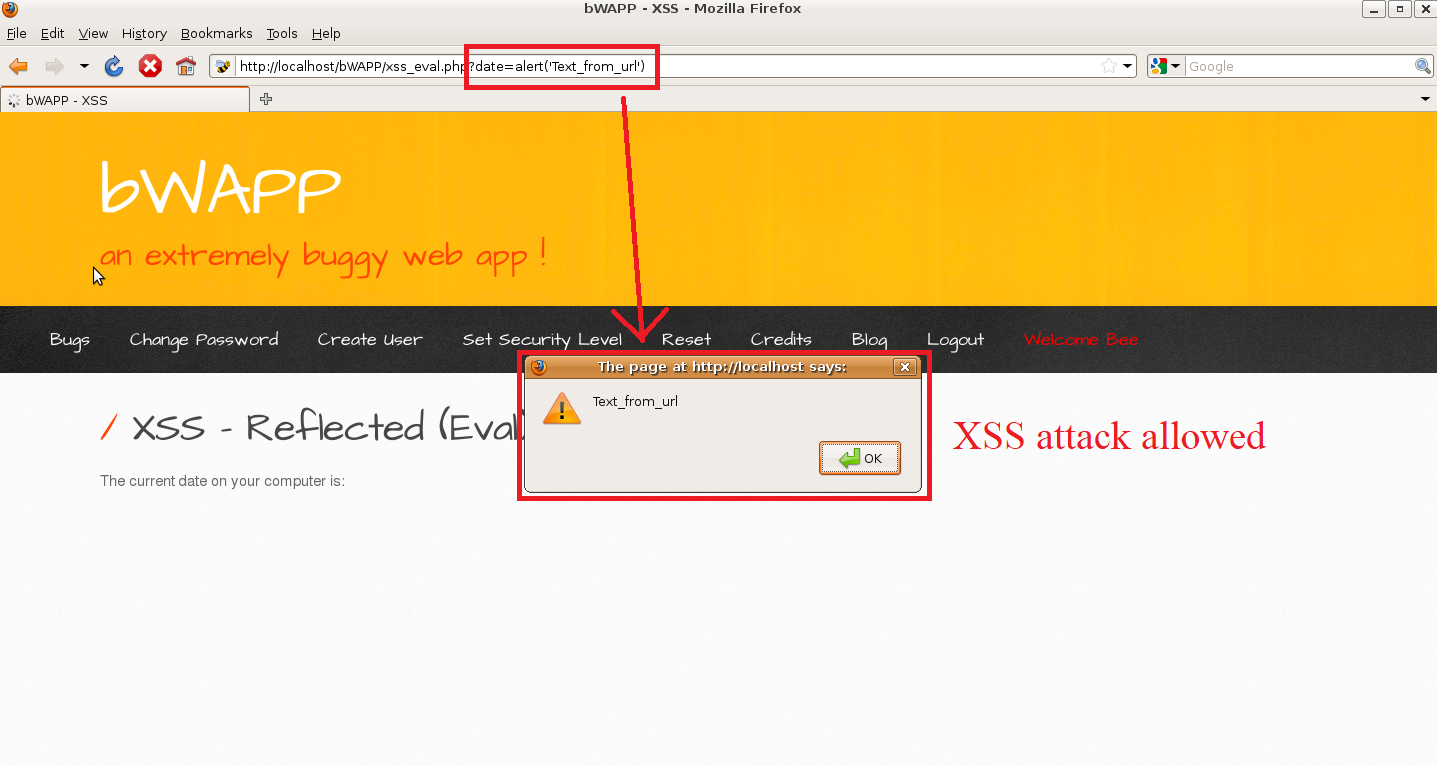 bWAPP - XSS - Mozilla Firefox
File Edit View History Bookmarks Tools Help
http://localhost/bWAPP/xss_eval.php?date=alert('Text_from_url')
Google
bWAPP - XSS
bWAPP
an extremely buggy web app !
Bugs Change Password Create User Set Security Level Reset Credits Blog Logout Welcome Bee
The page at http://localhost says:
Text_from_url
OK
/ XSS - Reflected (Eval)
XSS attack allowed
The current date on your computer is: